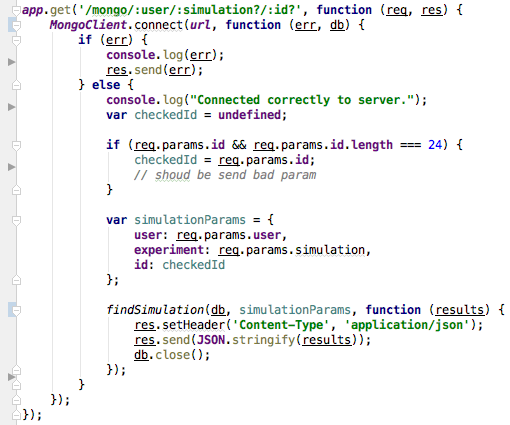 app.get('/mongo/:user/:simulation?/:id?', function (req, res) {
    MongoClient.connect(url, function (err, db) {
        if (err) {
            console.log(err);
            res.send(err);
        } else {
            console.log("Connected correctly to server.");
            var checkedId = undefined;

            if (req.params.id && req.params.id.length === 24) {
                checkedId = req.params.id;
                // shoud be send bad param
            }

            var simulationParams = {
                user: req.params.user,
                experiment: req.params.simulation,
                id: checkedId
            };

            findSimulation(db, simulationParams, function (results) {
                res.setHeader('Content-Type', 'application/json');
                res.send(JSON.stringify(results));
                db.close();
            });
        }
    });
});